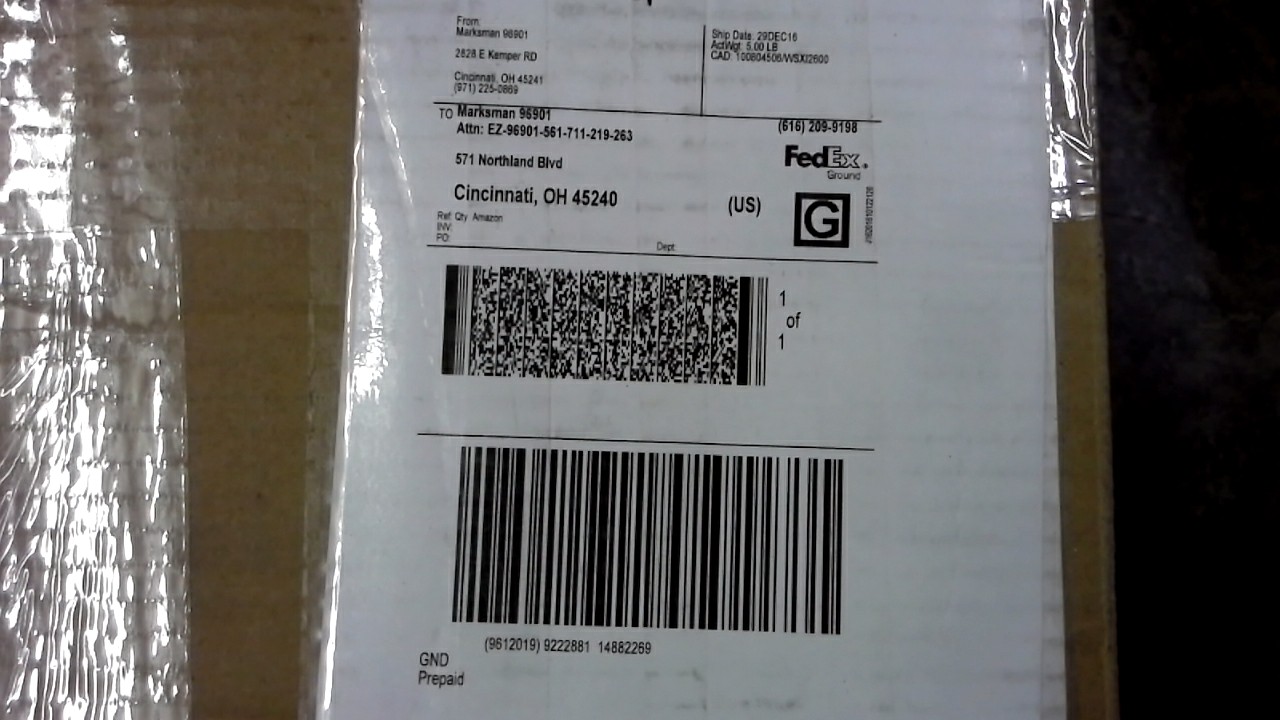 From:
Marksman 96901
2828 E Kemper RD
Cincinnati, OH 45241
(971) 225-0869
Ship Date: 29DEC16
ActWgt: 5.00 LB
CAD: 100804506/WSXI2600
TO Marksman 96901
Attn: EZ-96901-561-711-219-263
(616) 209-9198
571 Northland Blvd
FedEx®
Ground
Cincinnati, OH 45240
(US)
G
Ref: Qty Amazon
INV:
PO:
Dept:
1
of
1
(9612019) 9222881 14882269
GND
Prepaid